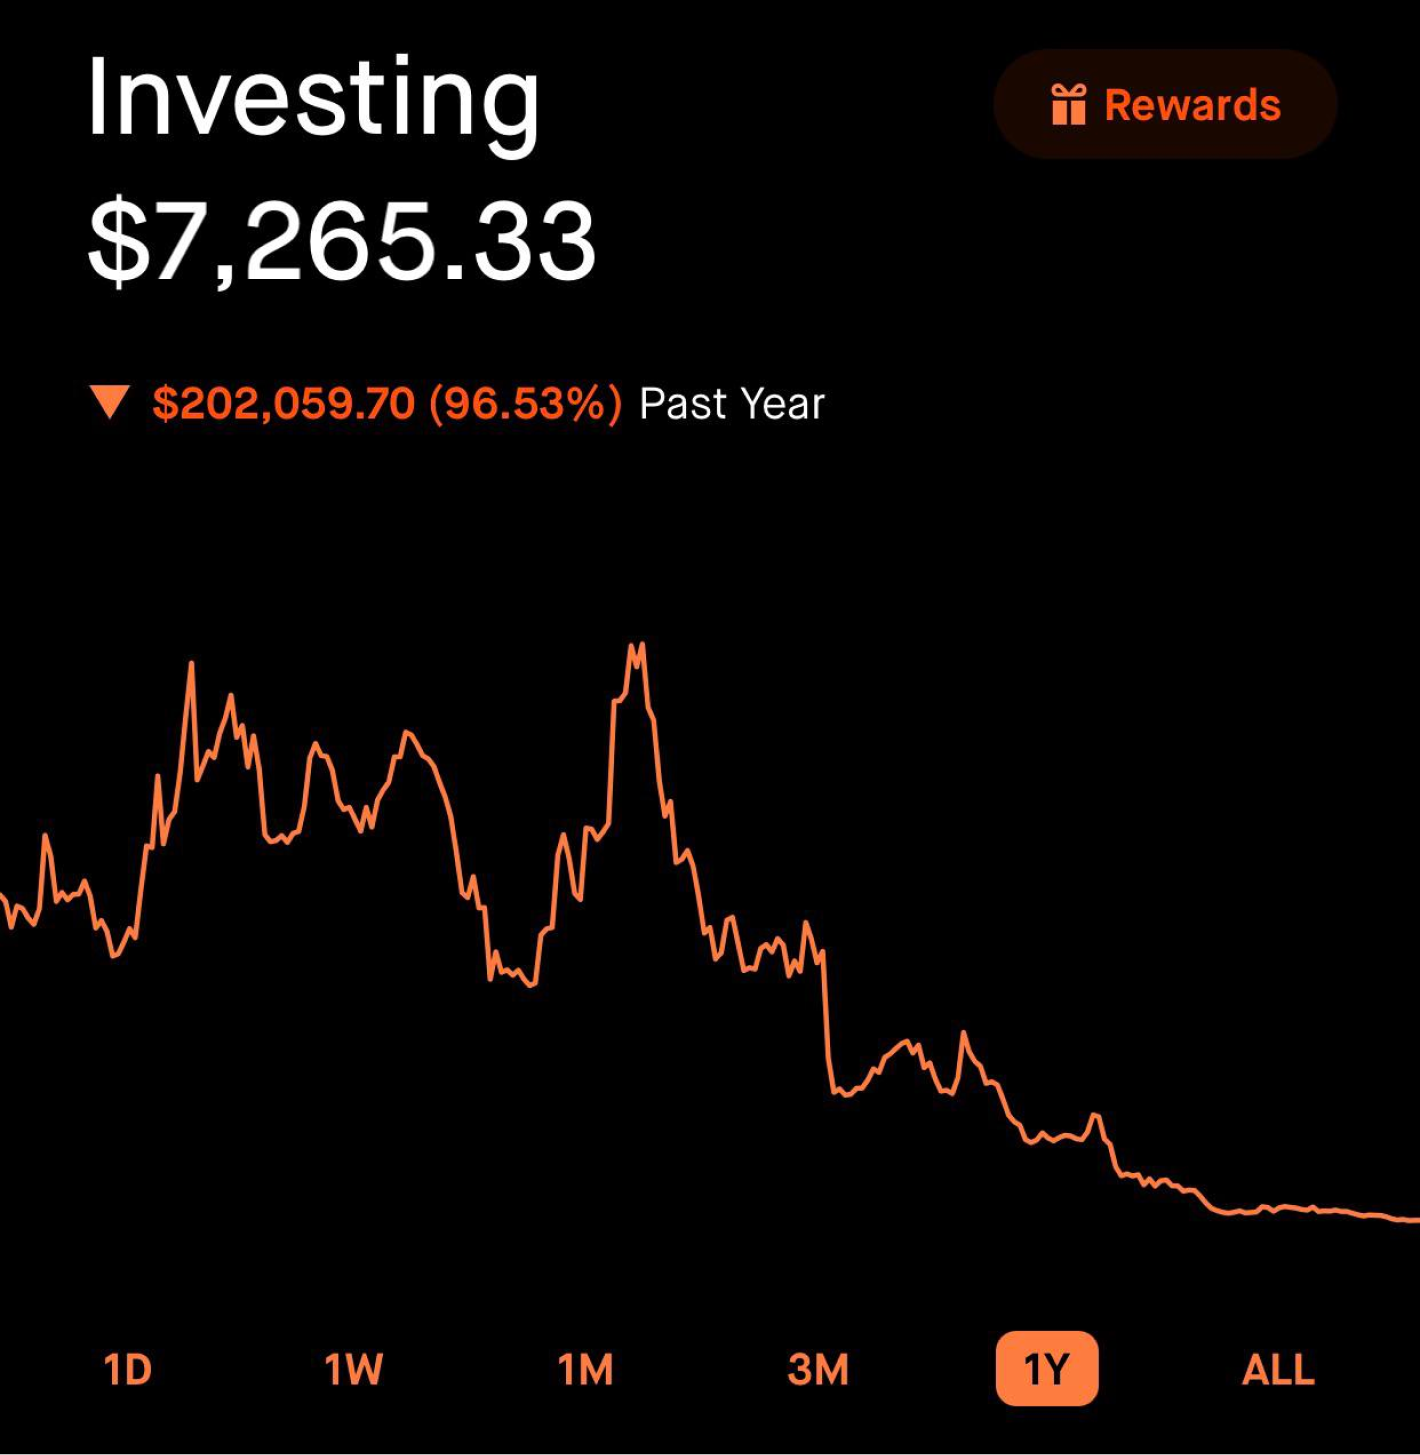 Investing
Rewards
$7,265.33
$202,059.70 (96.53%) Past Year
1D 1W 1M 3M 1Y ALL